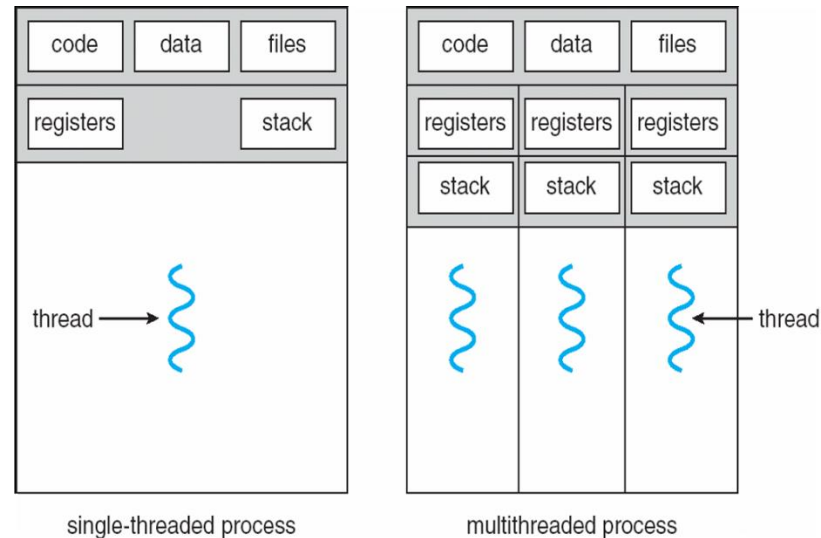 code data files
registers stack
thread
single-threaded process
code data files
registers registers registers
stack stack stack
thread
multithreaded process